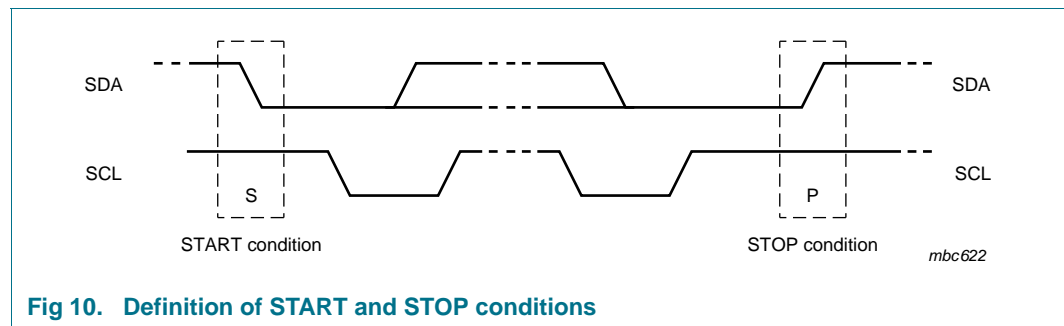 SDA
SDA
SCL
SCL
S
P
START condition
STOP condition
mbc622
Fig 10. Definition of START and STOP conditions